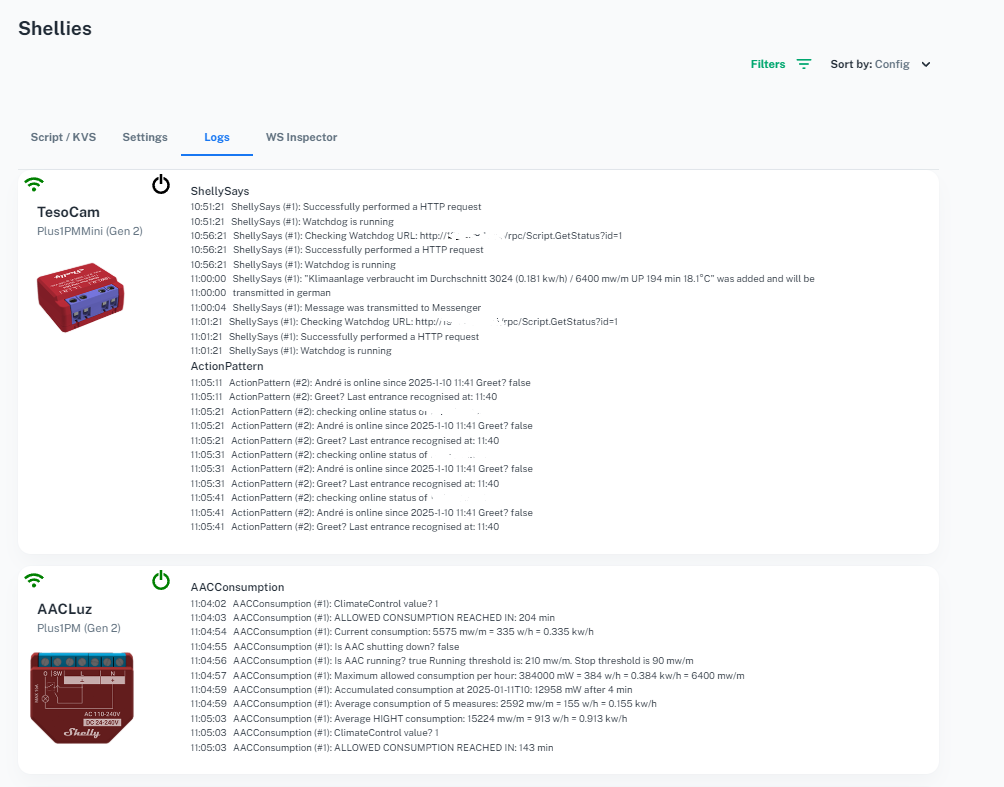 Shellies
Filters
Sort by: Config
Script / KVS
Settings
Logs
WS Inspector
TesoCam
Plus1PMMini (Gen 2)
ShellySays
10:51:21 ShellySays (#1): Successfully performed a HTTP request
10:51:21 ShellySays (#1): Watchdog is running
10:56:21 ShellySays (#1): Checking Watchdog URL: http:// /rpc/Script.GetStatus?id=1
10:56:21 ShellySays (#1): Successfully performed a HTTP request
10:56:21 ShellySays (#1): Watchdog is running
11:00:00 ShellySays (#1): "Klimaanlage verbraucht im Durchschnitt 3024 (0.181 kw/h) / 6400 mw/m UP 194 min 18.1°C" was added and will be
11:00:00 transmitted in german
11:00:04 ShellySays (#1): Message was transmitted to Messenger
11:01:21 ShellySays (#1): Checking Watchdog URL: http:// /rpc/Script.GetStatus?id=1
11:01:21 ShellySays (#1): Successfully performed a HTTP request
11:01:21 ShellySays (#1): Watchdog is running
ActionPattern
11:05:11 ActionPattern (#2): André is online since 2025-1-10 11:41 Greet? false
11:05:11 ActionPattern (#2): Greet? Last entrance recognised at: 11:40
11:05:21 ActionPattern (#2): checking online status of
11:05:21 ActionPattern (#2): André is online since 2025-1-10 11:41 Greet? false
11:05:21 ActionPattern (#2): Greet? Last entrance recognised at: 11:40
11:05:31 ActionPattern (#2): checking online status of
11:05:31 ActionPattern (#2): André is online since 2025-1-10 11:41 Greet? false
11:05:31 ActionPattern (#2): Greet? Last entrance recognised at: 11:40
11:05:41 ActionPattern (#2): checking online status of
11:05:41 ActionPattern (#2): André is online since 2025-1-10 11:41 Greet? false
11:05:41 ActionPattern (#2): Greet? Last entrance recognised at: 11:40
AACLuz
Plus1PM (Gen 2)
O SW L N
MAX 16A
AC 110-240V
DC 24-240V
Shelly
AACConsumption
11:04:02 AACConsumption (#1): ClimateControl value? 1
11:04:03 AACConsumption (#1): ALLOWED CONSUMPTION REACHED IN: 204 min
11:04:54 AACConsumption (#1): Current consumption: 5575 mw/m = 335 w/h = 0.335 kw/h
11:04:55 AACConsumption (#1): Is AAC shutting down? false
11:04:56 AACConsumption (#1): Is AAC running? true Running threshold is: 210 mw/m. Stop threshold is 90 mw/m
11:04:57 AACConsumption (#1): Maximum allowed consumption per hour: 384000 mW = 384 w/h = 0.384 kw/h = 6400 mw/m
11:04:59 AACConsumption (#1): Accumulated consumption at 2025-01-11T10: 12958 mW after 4 min
11:04:59 AACConsumption (#1): Average consumption of 5 measures: 2592 mw/m = 155 w/h = 0.155 kw/h
11:05:03 AACConsumption (#1): Average HIGHT consumption: 15224 mw/m = 913 w/h = 0.913 kw/h
11:05:03 AACConsumption (#1): ClimateControl value? 1
11:05:03 AACConsumption (#1): ALLOWED CONSUMPTION REACHED IN: 143 min